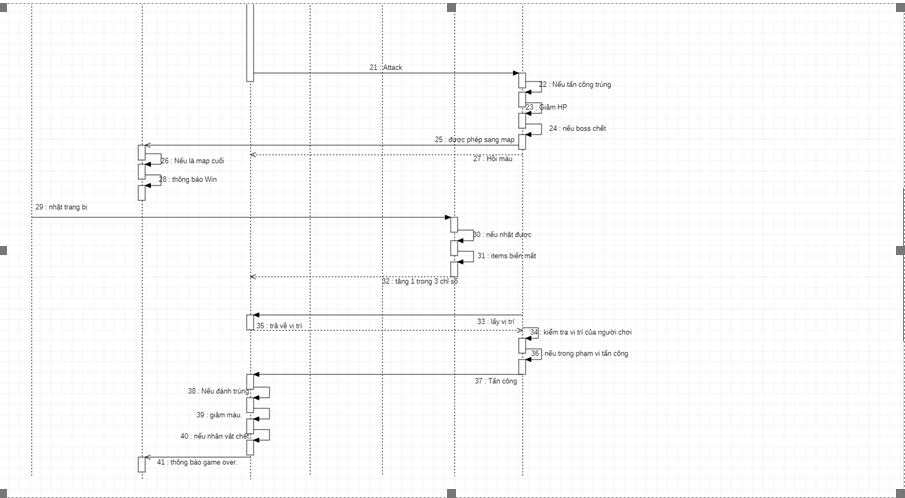 21 : Attack
22 : Nếu tấn công trúng
23 : Giảm HP
24 : nếu boss chết
25 : được phép sang map
27 : Hồi máu
26 : Nếu là map cuối
28 : thông báo Win
29 : nhặt trang bị
30 : nếu nhặt được
31 : items biến mất
32 : tăng 1 trong 3 chỉ số
33 : lấy vị trí
35 : trả về vị trí
34 : kiểm tra vị trí của người chơi
36 : nếu trong phạm vi tấn công
37 : Tấn công
38 : Nếu đánh trúng
39 : giảm máu.
40 : nếu nhân vật chết
41 : thông báo game over.